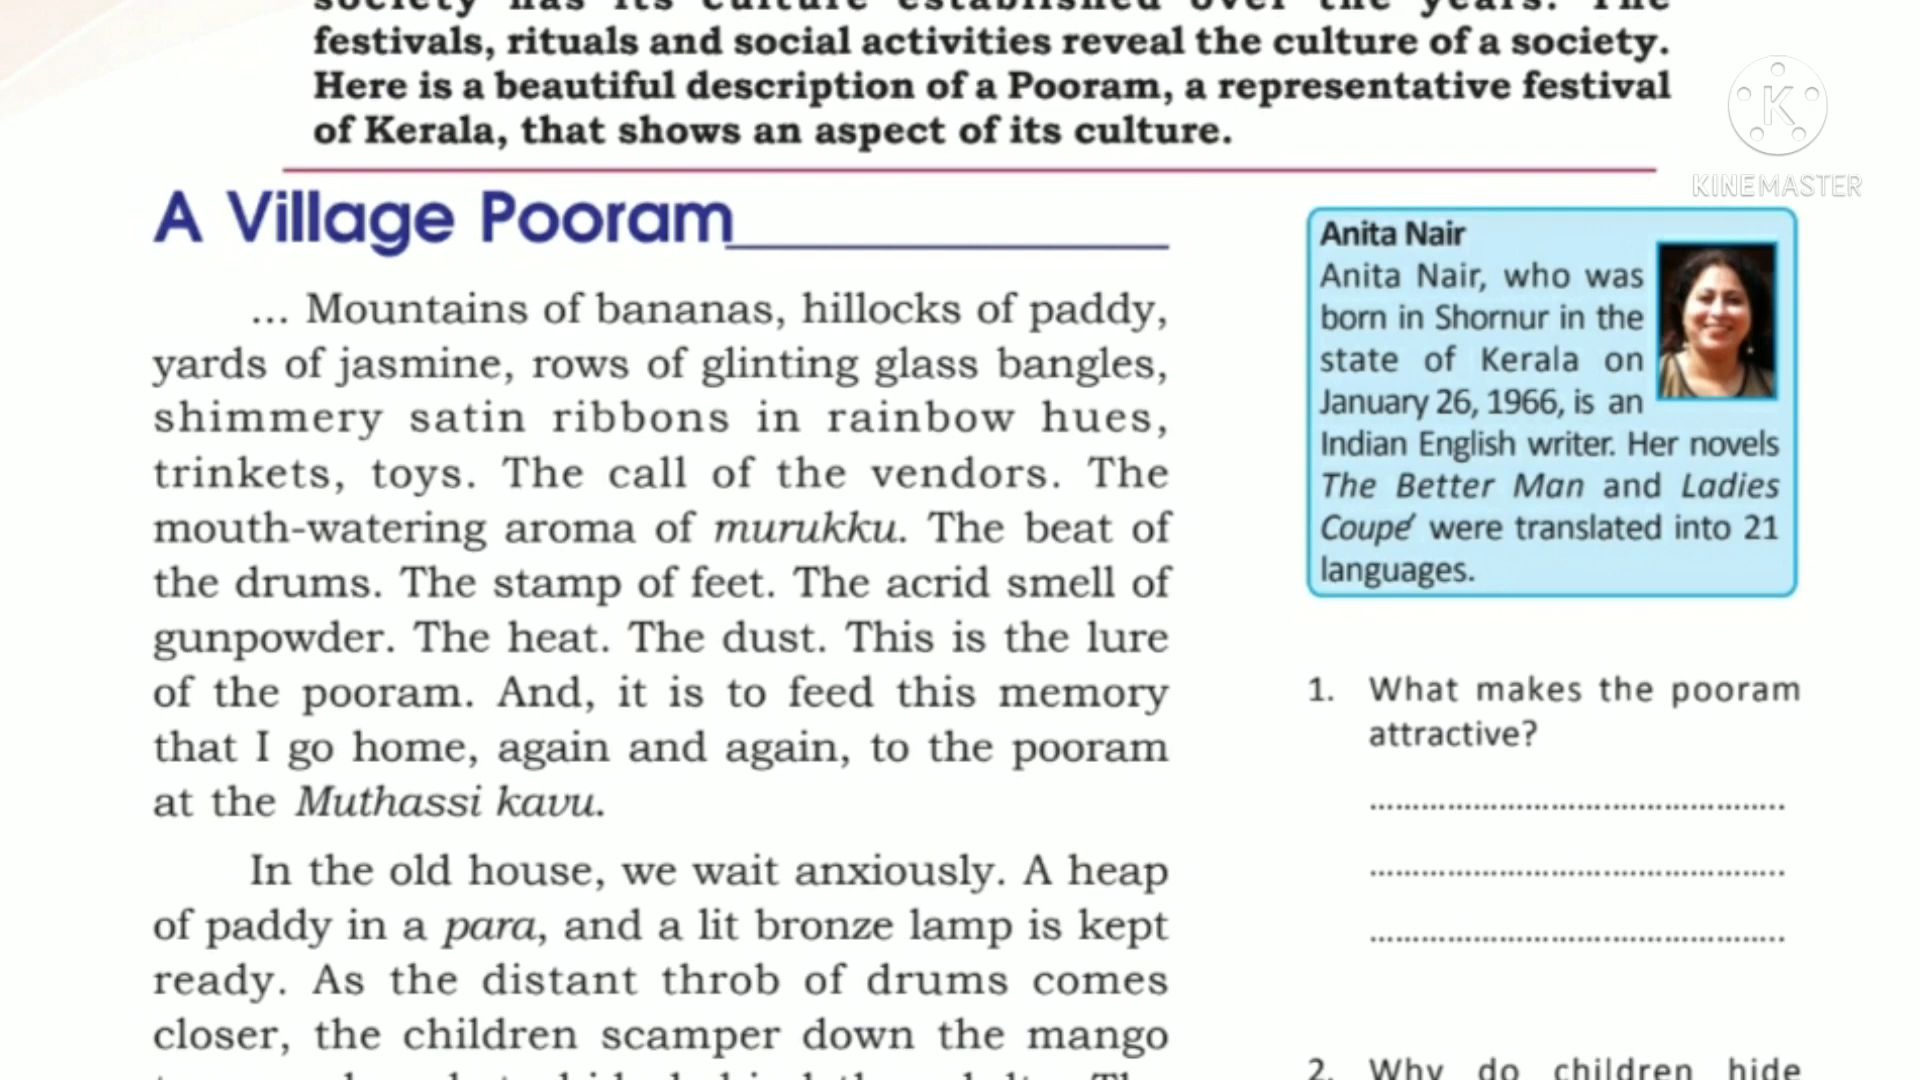 society has its culture established over the years. The
festivals, rituals and social activities reveal the culture of a society.
Here is a beautiful description of a Pooram, a representative festival
of Kerala, that shows an aspect of its culture.
K
KINEMASTER
A Village Pooram
... Mountains of bananas, hillocks of paddy,
yards of jasmine, rows of glinting glass bangles,
shimmery satin ribbons in rainbow hues,
trinkets, toys. The call of the vendors. The
mouth-watering aroma of murukku. The beat of
the drums. The stamp of feet. The acrid smell of
gunpowder. The heat. The dust. This is the lure
of the pooram. And, it is to feed this memory
that I go home, again and again, to the pooram
at the Muthassi kavu.
In the old house, we wait anxiously. A heap
of paddy in a para, and a lit bronze lamp is kept
ready. As the distant throb of drums comes
closer, the children scamper down the mango
Anita Nair
Anita Nair, who was
born in Shornur in the
state of Kerala on
January 26, 1966, is an
Indian English writer. Her novels
The Better Man and Ladies
Coupé were translated into 21
languages.
1. What makes the pooram
attractive?
2. Why do children hide